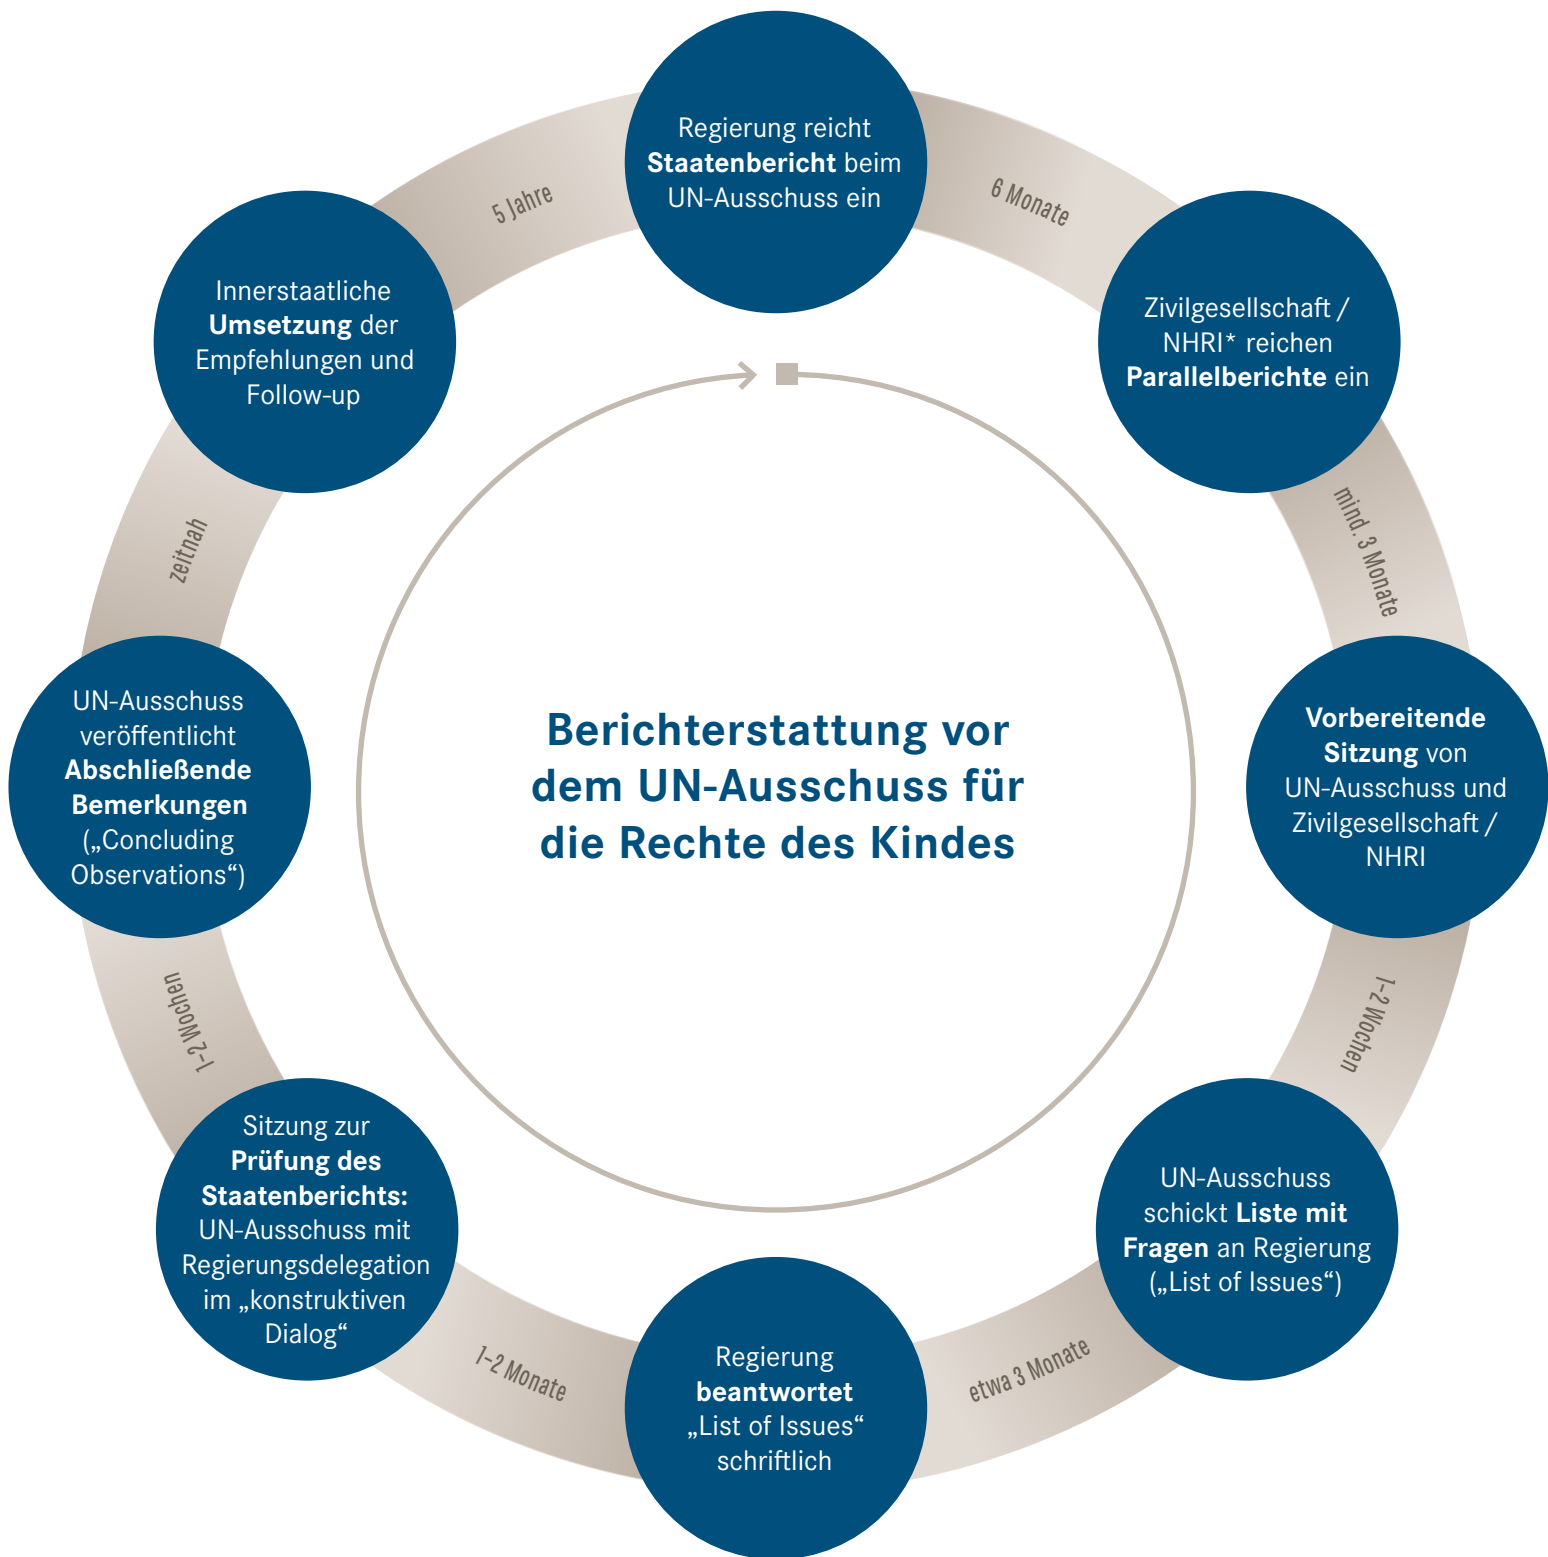 Regierung reicht
Staatenbericht beim
UN-Ausschuss ein
6 Monate
Zivilgesellschaft /
NHRI* reichen
Parallelberichte ein
mind. 3 Monate
Vorbereitende
Sitzung von
UN-Ausschuss und
Zivilgesellschaft /
NHRI
1–2 Wochen
UN-Ausschuss
schickt Liste mit
Fragen an Regierung
(„List of Issues“)
etwa 3 Monate
Regierung
beantwortet
„List of Issues“
schriftlich
1–2 Monate
Sitzung zur
Prüfung des
Staatenberichts:
UN-Ausschuss mit
Regierungsdelegation
im „konstruktiven
Dialog“
1–2 Wochen
UN-Ausschuss
veröffentlicht
Abschließende
Bemerkungen
(„Concluding
Observations“)
zeitnah
Innerstaatliche
Umsetzung der
Empfehlungen und
Follow-up
5 Jahre
Berichterstattung vor
dem UN-Ausschuss für
die Rechte des Kindes